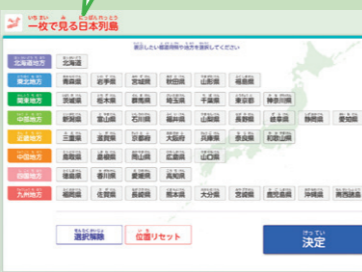 一枚で見る日本列島
表示したい都道府県や地方を選択してください
北海道地方 北海道
東北地方 青森県 岩手県 宮城県 秋田県 山形県 福島県
関東地方 茨城県 栃木県 群馬県 埼玉県 千葉県 東京都 神奈川県
中部地方 新潟県 富山県 石川県 福井県 山梨県 長野県 岐阜県 静岡県 愛知県
近畿地方 三重県 滋賀県 京都府 大阪府 兵庫県 奈良県 和歌山県
中国地方 鳥取県 島根県 岡山県 広島県 山口県
四国地方 徳島県 香川県 愛媛県 高知県
九州地方 福岡県 佐賀県 長崎県 熊本県 大分県 宮崎県 鹿児島県 沖縄県 南西諸島
選択解除 位置リセット
けってい
決定